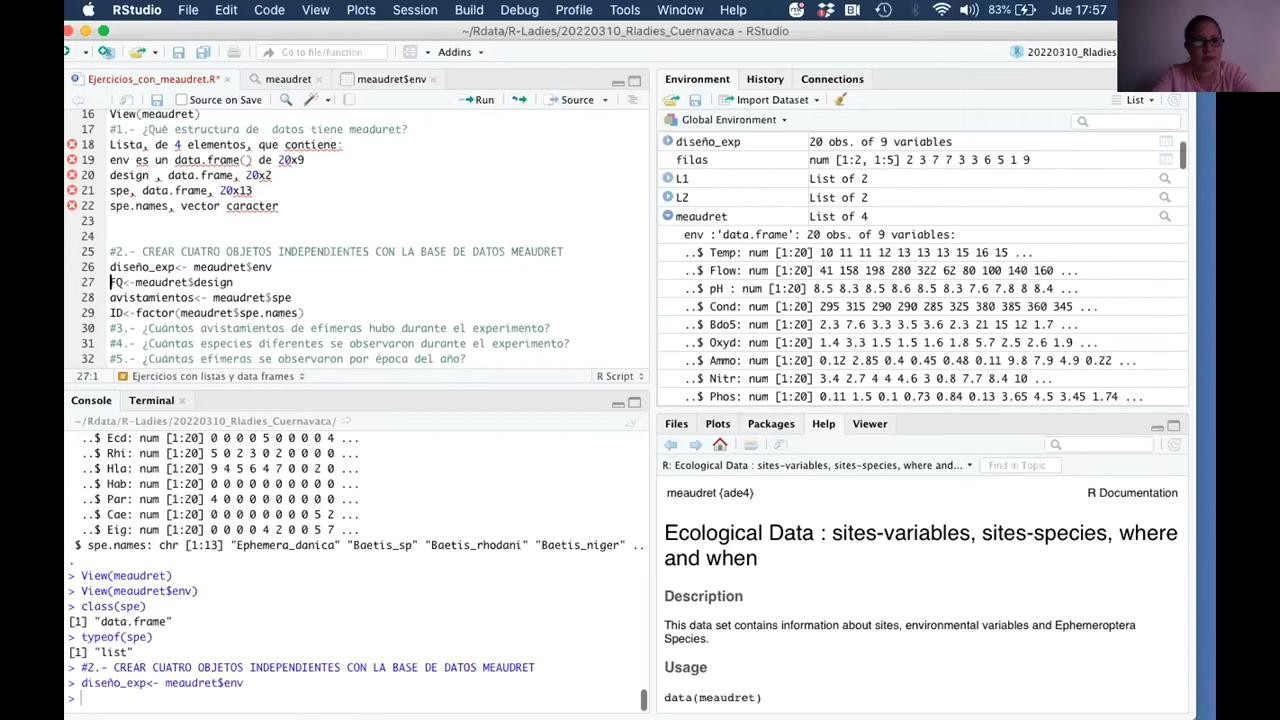 RStudio File Edit Code View Plots Session Build Debug Profile Tools Window Help 83% Jue 17:57
~/Rdata/R-Ladies/20220310_Rladies_Cuernavaca - RStudio
Go to file/function Addins 20220310_Rladies
Ejercicios_con_meaudret.R* meaudret meaudret$env
Source on Save Run Source
16 View(meaudret)
17 #1.- ¿Qué estructura de datos tiene meaduret?
18 Lista, de 4 elementos, que contiene:
19 env es un data.frame() de 20x9
20 design , data.frame, 20x2
21 spe, data.frame, 20x13
22 spe.names, vector caracter
23
24
25 #2.- CREAR CUATRO OBJETOS INDEPENDIENTES CON LA BASE DE DATOS MEAUDRET
26 diseño_exp<- meaudret$env
27 FQ<-meaudret$design
28 avistamientos<- meaudret$spe
29 ID<-factor(meaudret$spe.names)
30 #3.- ¿Cuántos avistamientos de efímeras hubo durante el experimento?
31 #4.- ¿Cuántas especies diferentes se observaron durante el experimento?
32 #5.- ¿Cuántas efímeras se observaron por época del año?
27:1 Ejercicios con listas y data frames R Script
Console Terminal
~/Rdata/R-Ladies/20220310_Rladies_Cuernavaca/
..$ Ecd: num [1:20] 0 0 0 0 5 0 0 0 0 4 ...
..$ Rhi: num [1:20] 5 0 2 3 0 2 0 0 0 0 ...
..$ Hla: num [1:20] 9 4 5 6 4 7 0 0 2 0 ...
..$ Hab: num [1:20] 0 0 0 0 0 0 0 0 0 0 ...
..$ Par: num [1:20] 4 0 0 0 0 0 0 0 0 0 ...
..$ Cae: num [1:20] 0 0 0 0 0 0 0 0 5 2 ...
..$ Eig: num [1:20] 0 0 0 0 4 2 0 0 5 7 ...
$ spe.names: chr [1:13] "Ephemera_danica" "Baetis_sp" "Baetis_rhodani" "Baetis_niger" ..
.
> View(meaudret)
> View(meaudret$env)
> class(spe)
[1] "data.frame"
> typeof(spe)
[1] "list"
> #2.- CREAR CUATRO OBJETOS INDEPENDIENTES CON LA BASE DE DATOS MEAUDRET
> diseño_exp<- meaudret$env
>
Environment History Connections
Import Dataset List
Global Environment
diseño_exp 20 obs. of 9 variables
filas num [1:2, 1:5] 2 3 7 7 3 3 6 5 1 9
L1 List of 2
L2 List of 2
meaudret List of 4
env :'data.frame': 20 obs. of 9 variables:
..$ Temp: num [1:20] 10 11 11 12 13 13 13 15 16 15 ...
..$ Flow: num [1:20] 41 158 198 280 322 62 80 100 140 160 ...
..$ pH : num [1:20] 8.5 8.3 8.5 8.6 8.5 8.3 7.6 7.8 8 8.4 ...
..$ Cond: num [1:20] 295 315 290 290 285 325 380 385 360 345 ...
..$ Bdo5: num [1:20] 2.3 7.6 3.3 3.5 3.6 2.3 21 15 12 1.7 ...
..$ Oxyd: num [1:20] 1.4 3.3 1.5 1.5 1.6 1.8 5.7 2.5 2.6 1.9 ...
..$ Ammo: num [1:20] 0.12 2.85 0.4 0.45 0.48 0.11 9.8 7.9 4.9 0.22 ...
..$ Nitr: num [1:20] 3.4 2.7 4 4 4.6 3 0.8 7.7 8.4 10 ...
..$ Phos: num [1:20] 0.11 1.5 0.1 0.73 0.84 0.13 3.65 4.5 3.45 1.74 ...
Files Plots Packages Help Viewer
R: Ecological Data : sites-variables, sites-species, where and... Find in Topic
meaudret {ade4} R Documentation
Ecological Data : sites-variables, sites-species, where
and when
Description
This data set contains information about sites, environmental variables and Ephemeroptera
Species.
Usage
data(meaudret)